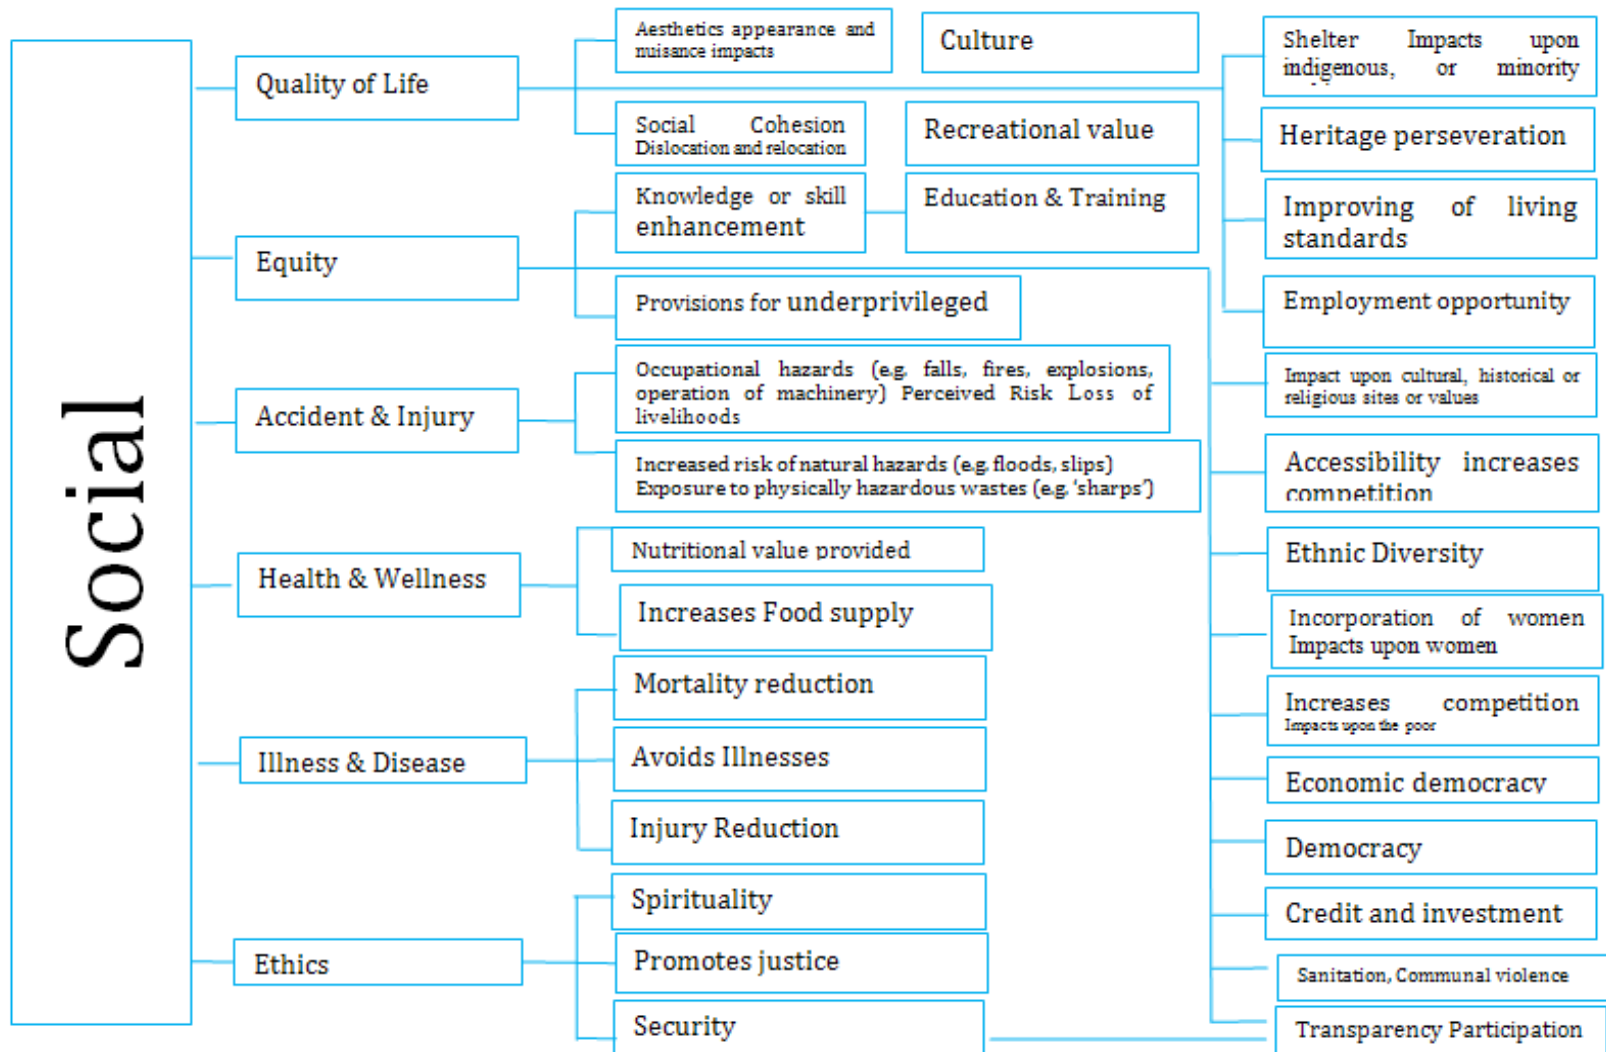 Social
Quality of Life
Aesthetics appearance and
nuisance impacts
Culture
Social Cohesion
Dislocation and relocation
Recreational value
Shelter Impacts upon
indigenous, or minority
Heritage perseveration
Improving of living
standards
Employment opportunity
Equity
Knowledge or skill
enhancement
Education & Training
Provisions for underprivileged
Impact upon cultural, historical or
religious sites or values
Accessibility increases
competition
Ethnic Diversity
Incorporation of women
Impacts upon women
Increases competition
Impacts upon the poor
Economic democracy
Democracy
Credit and investment
Sanitation, Communal violence
Transparency Participation
Accident & Injury
Occupational hazards (e.g. falls, fires, explosions,
operation of machinery) Perceived Risk Loss of
livelihoods
Increased risk of natural hazards (e.g. floods, slips)
Exposure to physically hazardous wastes (e.g. ‘sharps’)
Health & Wellness
Nutritional value provided
Increases Food supply
Illness & Disease
Mortality reduction
Avoids Illnesses
Injury Reduction
Ethics
Spirituality
Promotes justice
Security